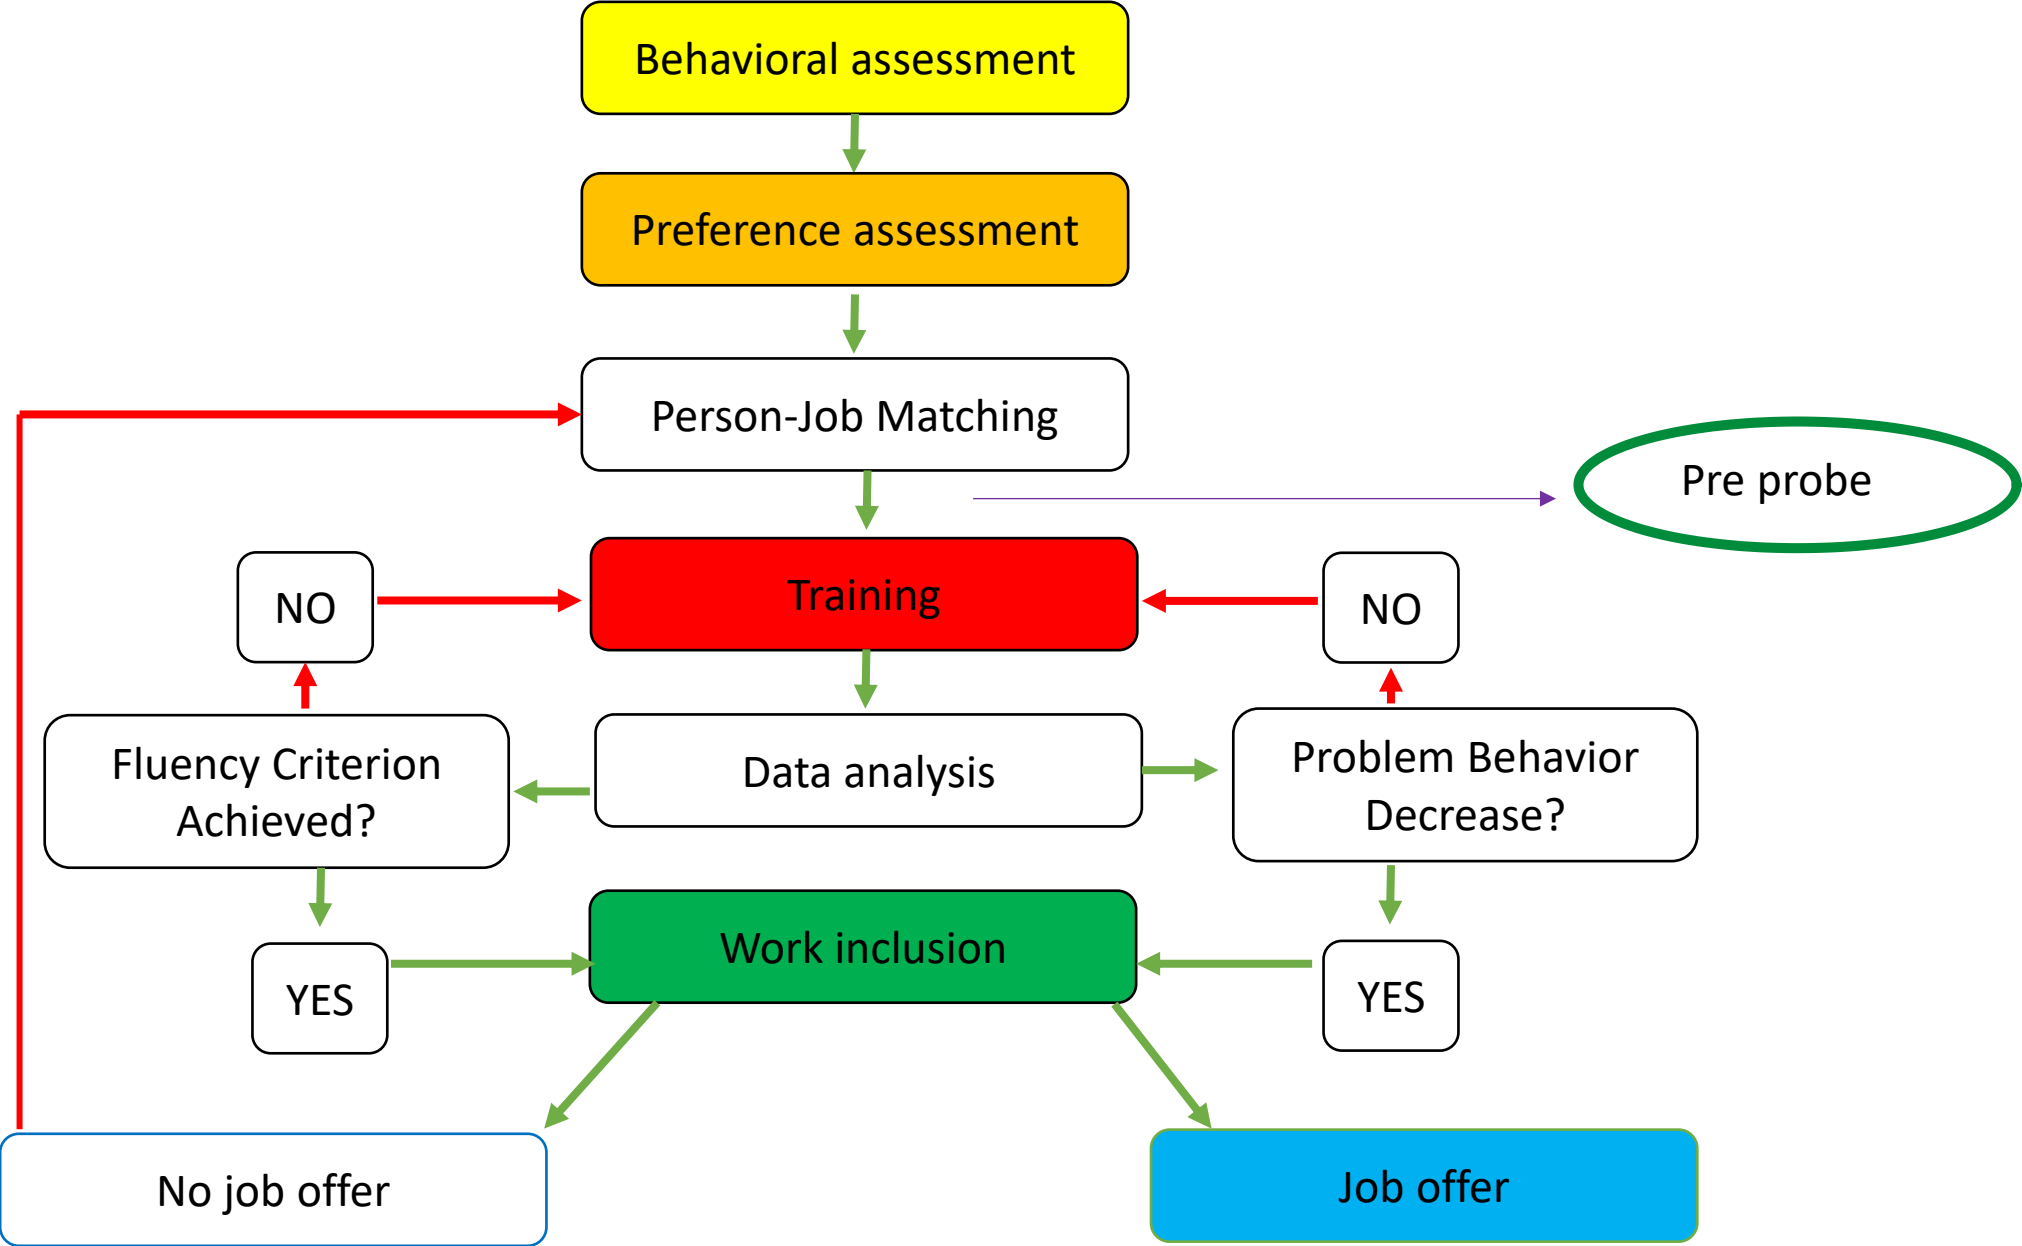 Behavioral assessment
Preference assessment
Person-Job Matching
Pre probe
NO
Training
NO
Fluency Criterion
Achieved?
Data analysis
Problem Behavior
Decrease?
YES
Work inclusion
YES
No job offer
Job offer